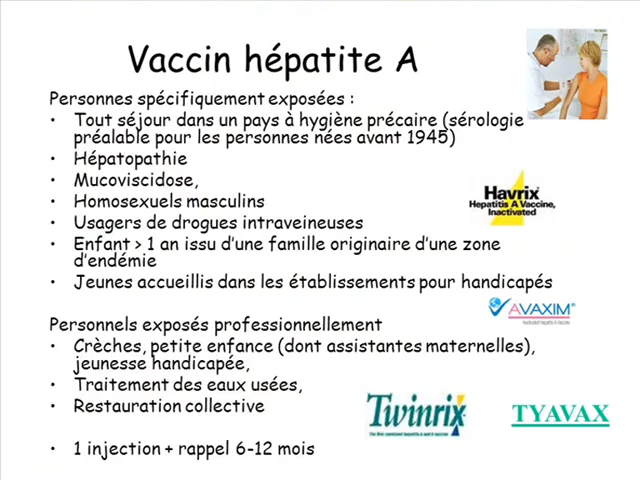 Vaccin hépatite A
Personnes spécifiquement exposées :
• Tout séjour dans un pays à hygiène précaire (sérologie
préalable pour les personnes nées avant 1945)
• Hépatopathie
• Mucoviscidose,
• Homosexuels masculins
• Usagers de drogues intraveineuses
• Enfant > 1 an issu d'une famille originaire d'une zone
d'endémie
• Jeunes accueillis dans les établissements pour handicapés
Havrix
Hepatitis A Vaccine,
Inactivated
AVAXIM®
Personnels exposés professionnellement
• Crèches, petite enfance (dont assistantes maternelles),
jeunesse handicapée,
• Traitement des eaux usées,
• Restauration collective
Twinrix
TYAVAX
• 1 injection + rappel 6-12 mois